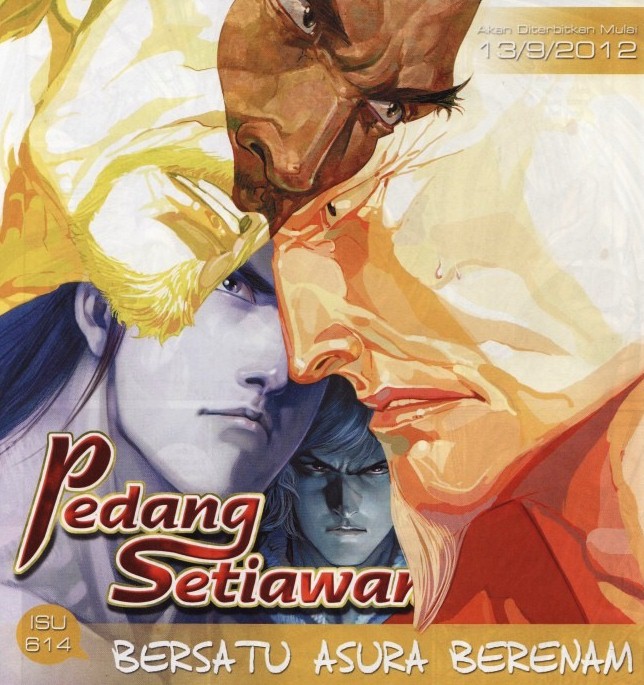 Akan Diterbitkan Mulai
13/9/2012
Pedang
Setiawan
ISU
614
BERSATU ASURA BERENAM